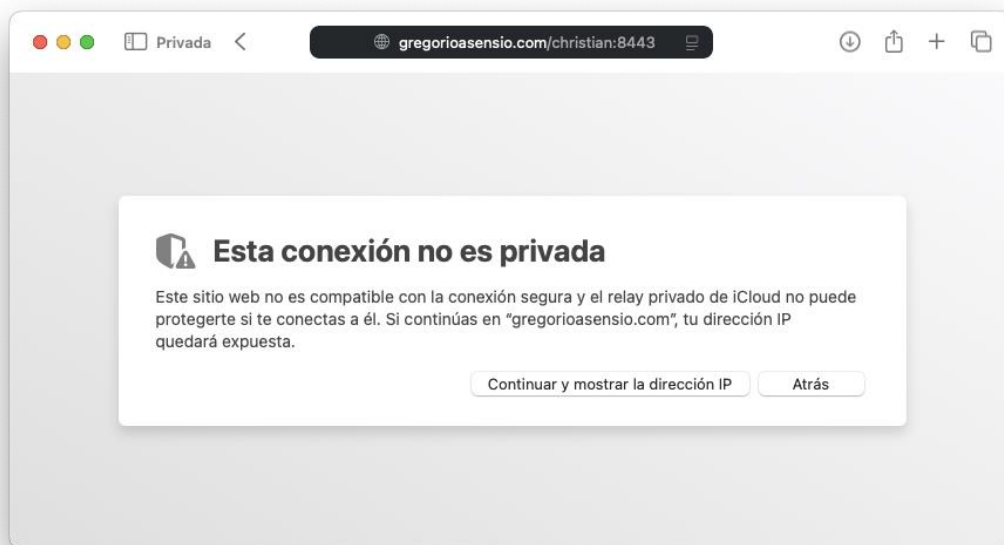 Privada
gregorioasensio.com/christian:8443
Esta conexión no es privada
Este sitio web no es compatible con la conexión segura y el relay privado de iCloud no puede
protegerte si te conectas a él. Si continúas en “gregorioasensio.com”, tu dirección IP
quedará expuesta.
Continuar y mostrar la dirección IP
Atrás